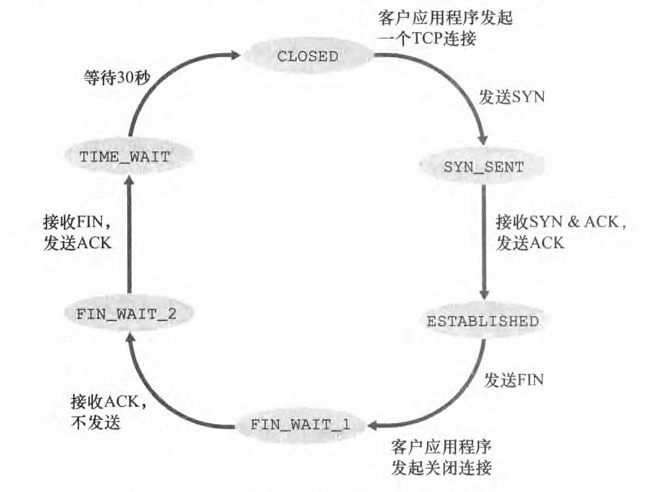 客户应用程序发起
一个TCP连接
CLOSED
等待30秒
发送SYN
TIME_WAIT
SYN_SENT
接收FIN,
发送ACK
接收SYN & ACK,
发送ACK
FIN_WAIT_2
ESTABLISHED
发送FIN
接收ACK,
不发送
FIN_WAIT_1
客户应用程序
发起关闭连接